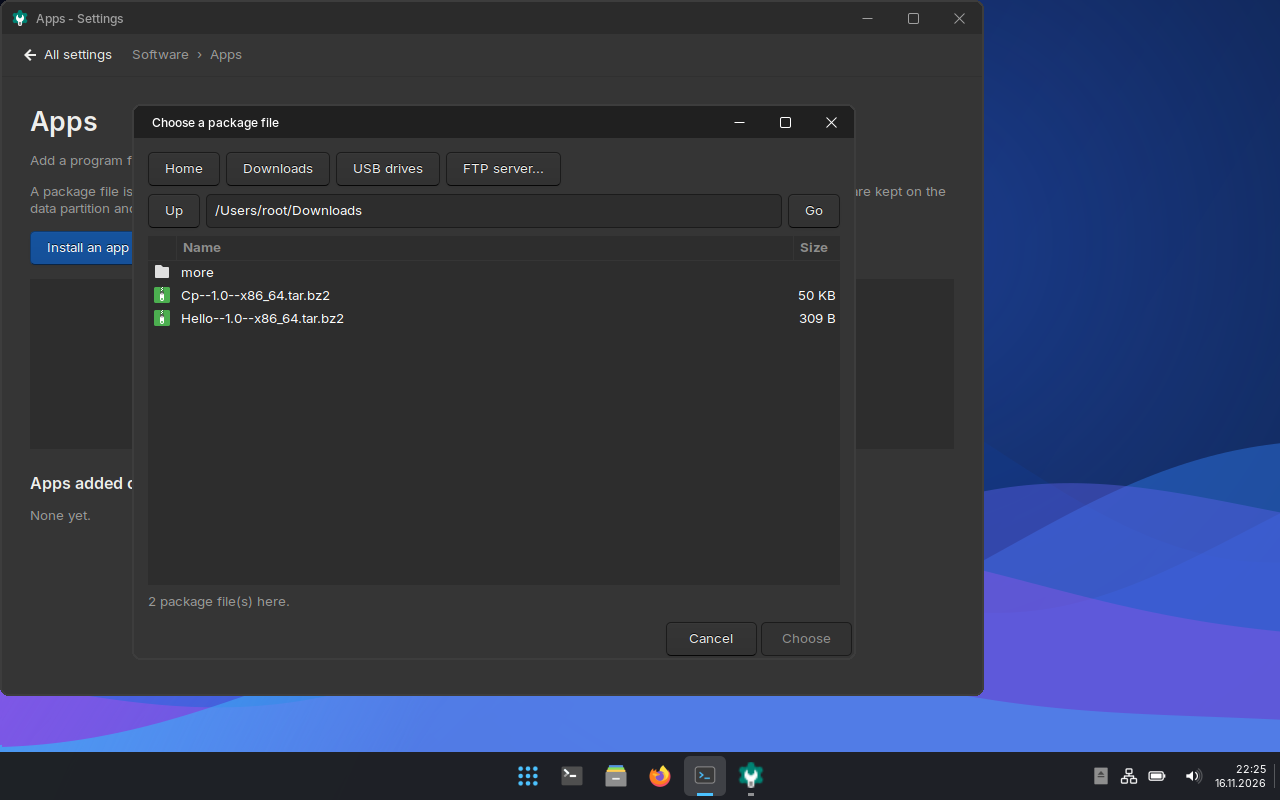 Apps - Settings
All settings Software › Apps
Apps
Choose a package file
Add a program f
Home Downloads USB drives FTP server...
A package file is
are kept on the
data partition and
Up /Users/root/Downloads Go
Install an app
Name Size
more
Cp--1.0--x86_64.tar.bz2 50 KB
Hello--1.0--x86_64.tar.bz2 309 B
Apps added
None yet.
2 package file(s) here.
Cancel Choose
22:25
16.11.2026